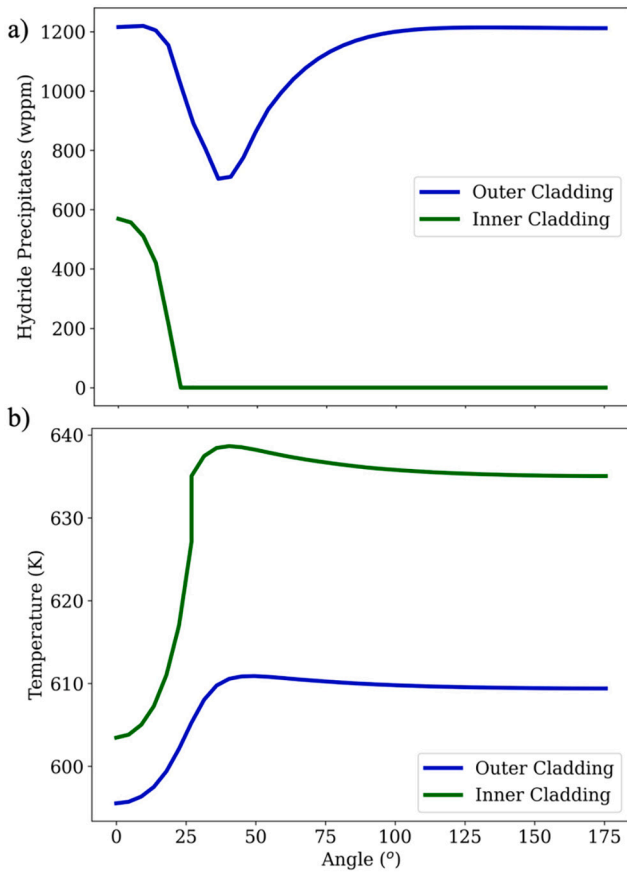 a)
Hydride Precipitates (wppm)
1200
1000
800
600
400
200
0
Outer Cladding
Inner Cladding
b)
Temperature (K)
640
630
620
610
600
Outer Cladding
Inner Cladding
0 25 50 75 100 125 150 175
Angle (°)